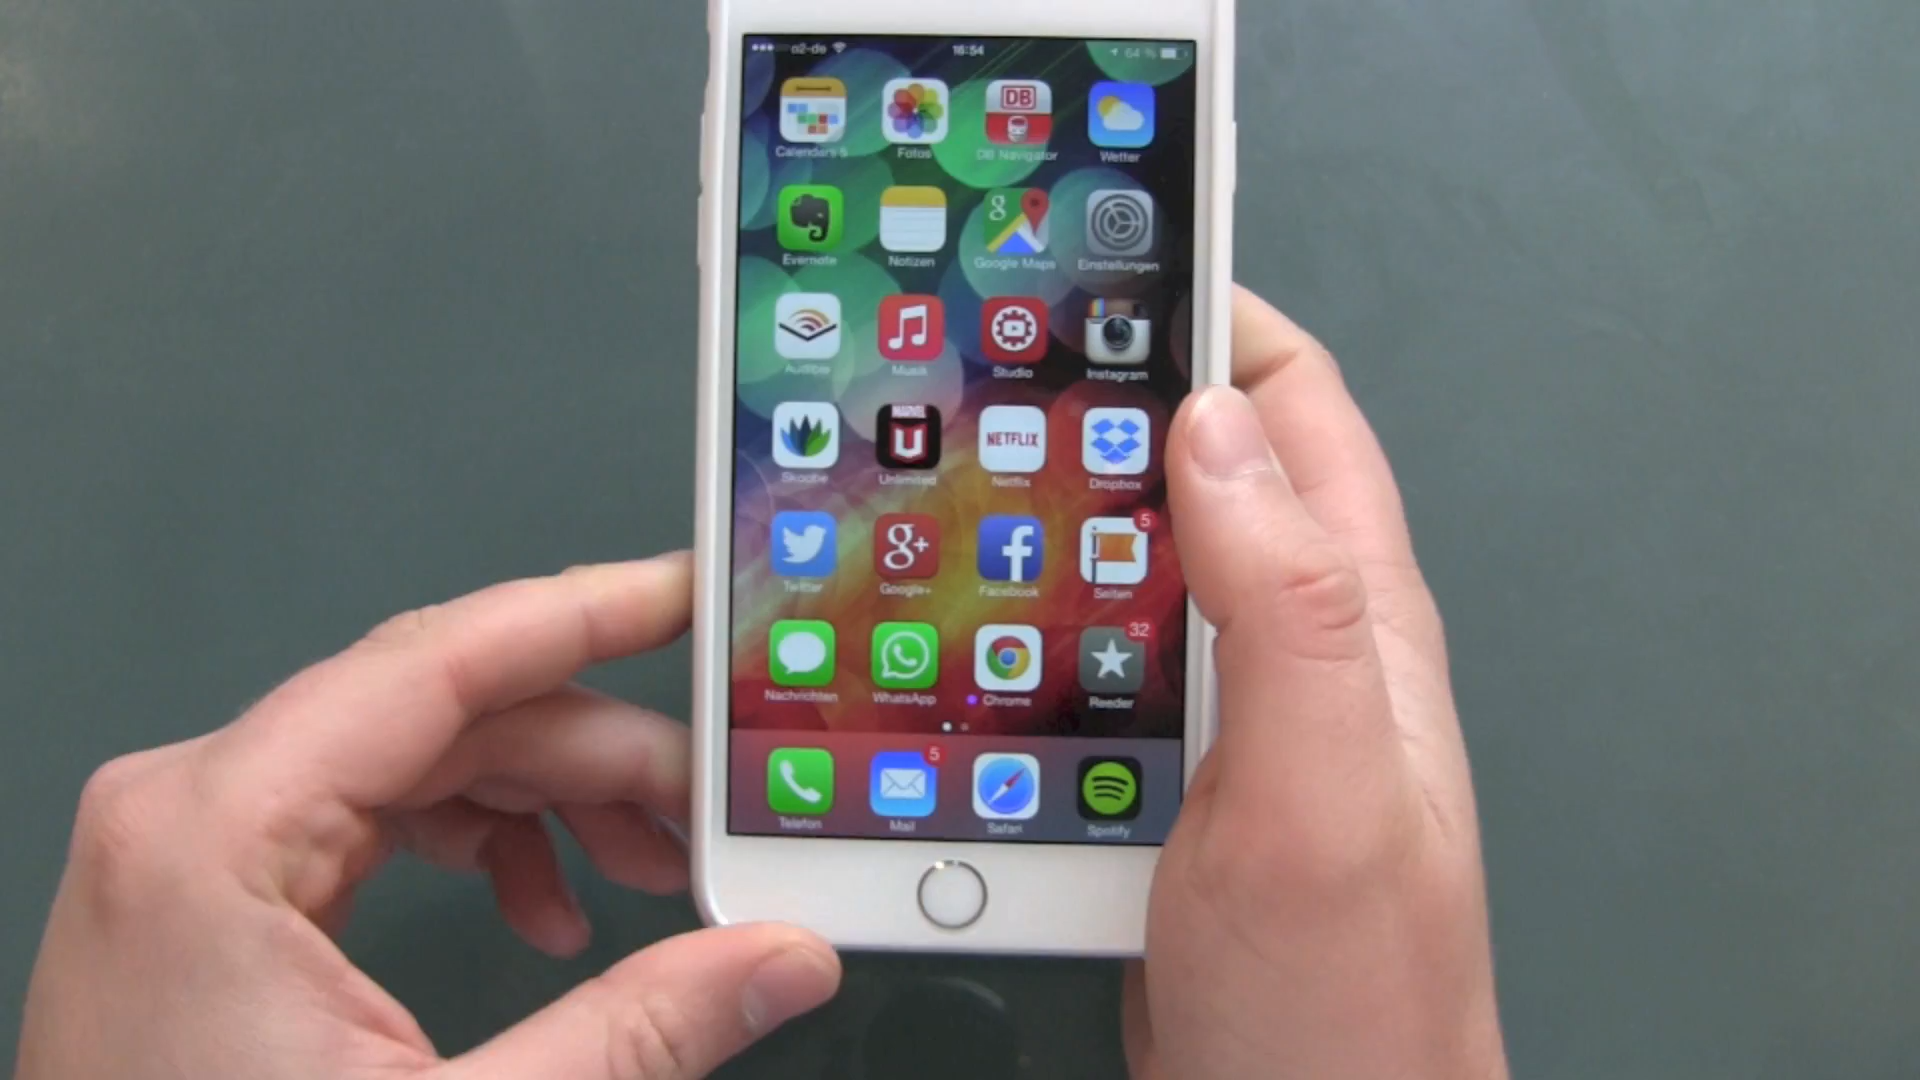 o2-de 16:54 64 %
DB
Calendars 5 Fotos DB Navigator Wetter
g
Evernote Notizen Google Maps Einstellungen
Audible Musik Studio Instagram
MARVEL
U NETFLIX
Skoobe Unlimited Netflix Dropbox
5
g+ f
Twitter Google+ Facebook Seiten
32
Nachrichten WhatsApp Chrome Reeder
5
Telefon Mail Safari Spotify